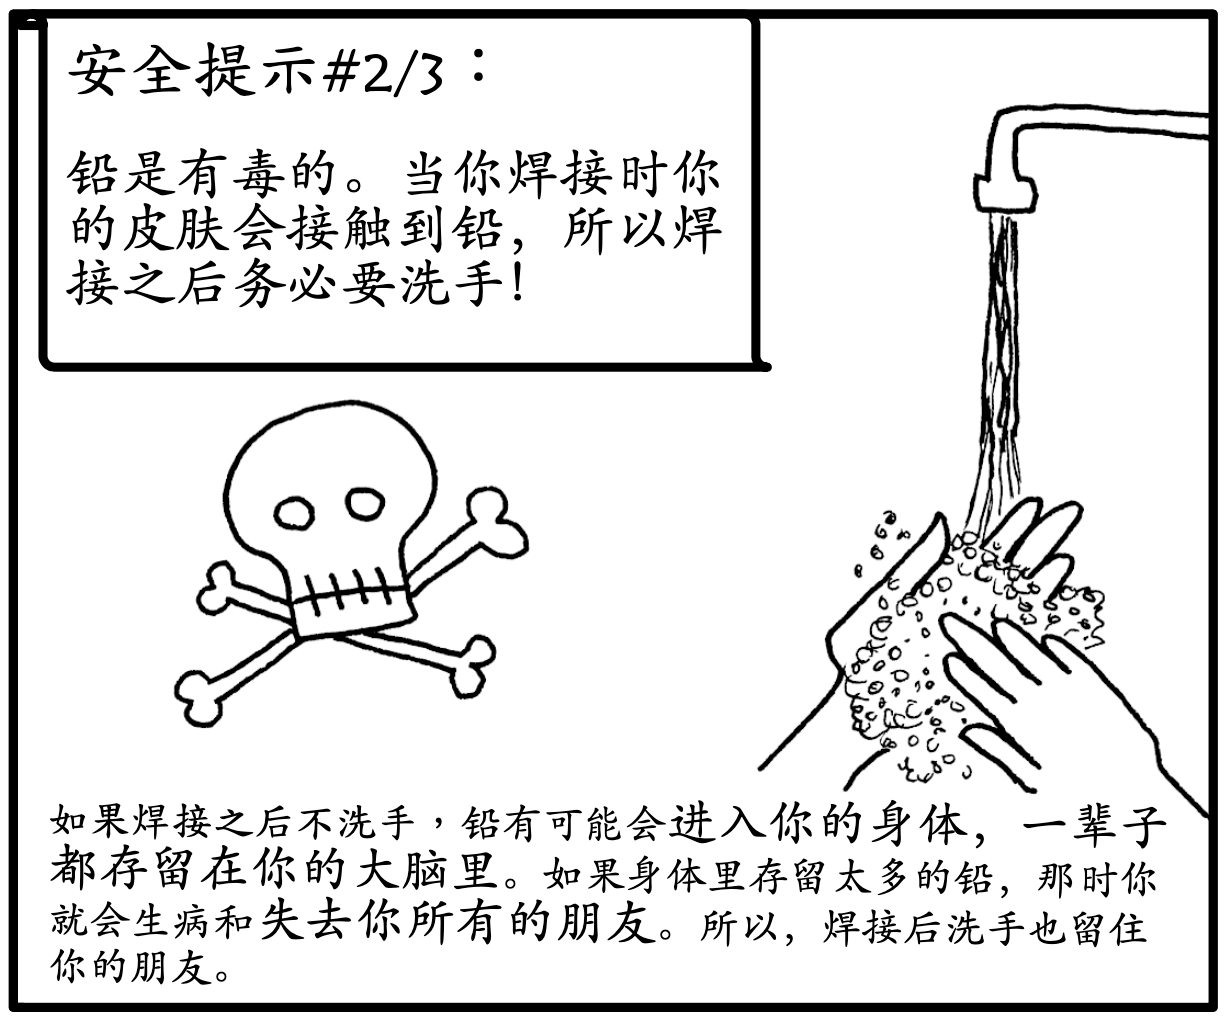 安全提示#2/3：
铅是有毒的。当你焊接时你
的皮肤会接触到铅，所以焊
接之后务必要洗手！
如果焊接之后不洗手，铅有可能会进入你的身体，一辈子
都存留在你的大脑里。如果身体里存留太多的铅，那时你
就会生病和失去你所有的朋友。所以，焊接后洗手也留住
你的朋友。